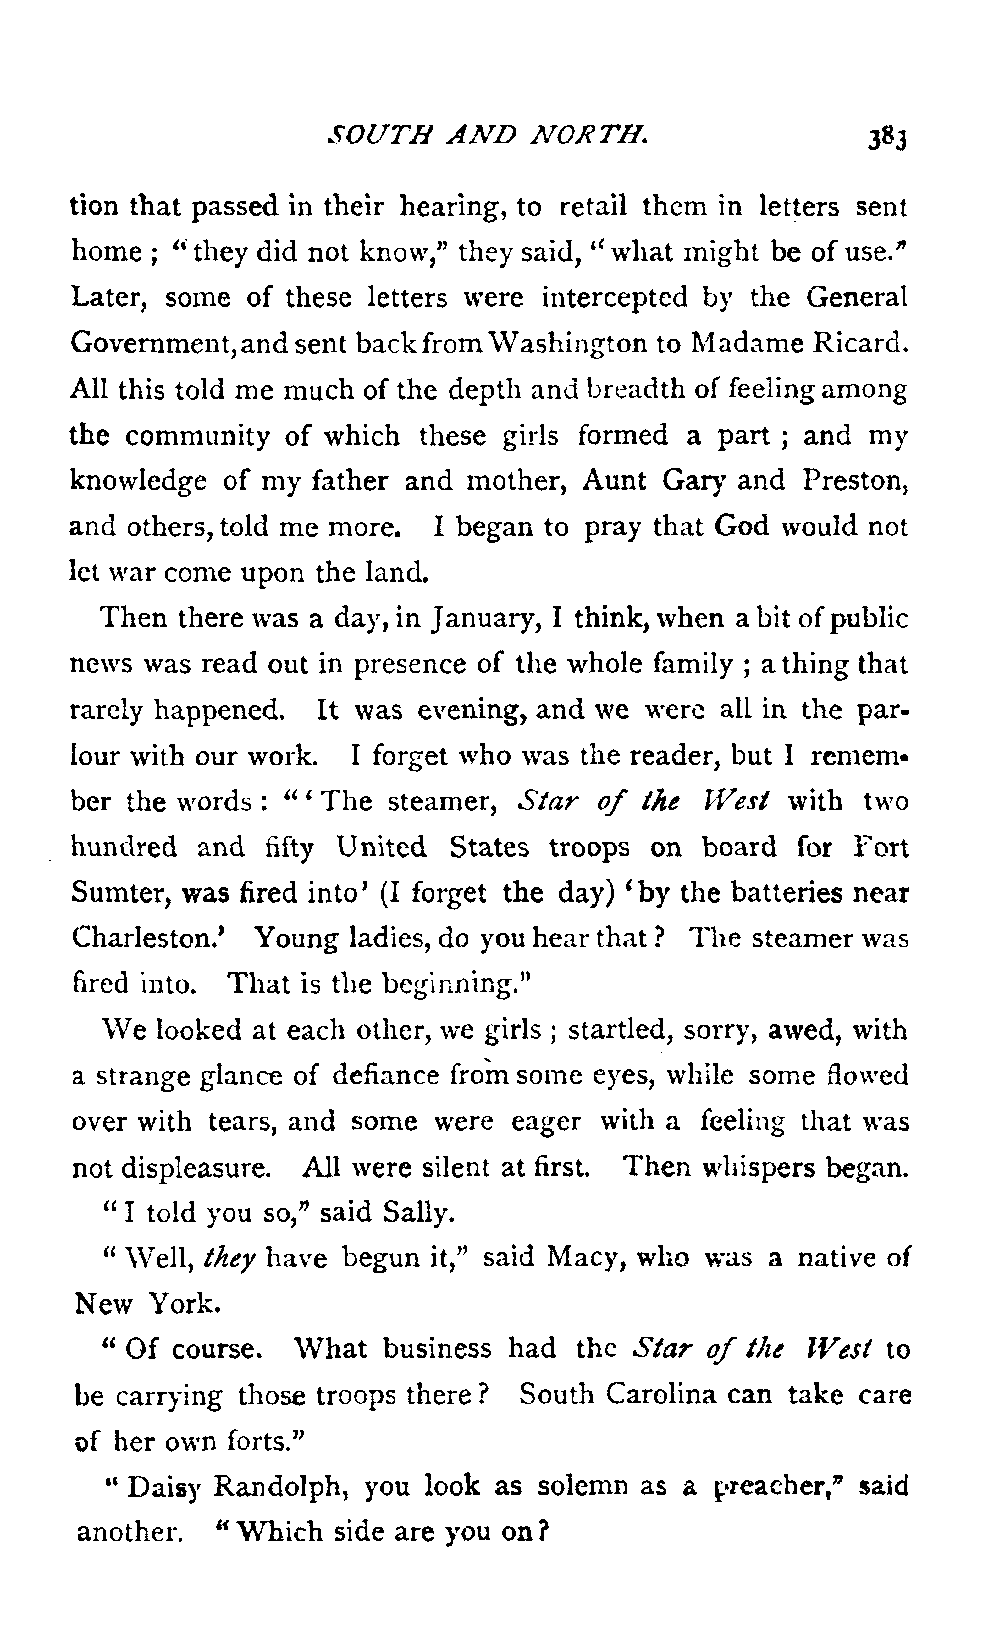 SOUTH AND NORTH. 383
tion that passed in their hearing, to retail them in letters sent
home ; “ they did not know,” they said, “ what might be of use.”
Later, some of these letters were intercepted by the General
Government, and sent back from Washington to Madame Ricard.
All this told me much of the depth and breadth of feeling among
the community of which these girls formed a part ; and my
knowledge of my father and mother, Aunt Gary and Preston,
and others, told me more. I began to pray that God would not
let war come upon the land.
Then there was a day, in January, I think, when a bit of public
news was read out in presence of the whole family ; a thing that
rarely happened. It was evening, and we were all in the par-
lour with our work. I forget who was the reader, but I remem-
ber the words : “ ‘ The steamer, Star of the West with two
hundred and fifty United States troops on board for Fort
Sumter, was fired into’ (I forget the day) ‘by the batteries near
Charleston.’ Young ladies, do you hear that ? The steamer was
fired into. That is the beginning.”
We looked at each other, we girls ; startled, sorry, awed, with
a strange glance of defiance from some eyes, while some flowed
over with tears, and some were eager with a feeling that was
not displeasure. All were silent at first. Then whispers began.
“ I told you so,” said Sally.
“ Well, they have begun it,” said Macy, who was a native of
New York.
“ Of course. What business had the Star of the West to
be carrying those troops there ? South Carolina can take care
of her own forts.”
“ Daisy Randolph, you look as solemn as a preacher,” said
another. “ Which side are you on ?